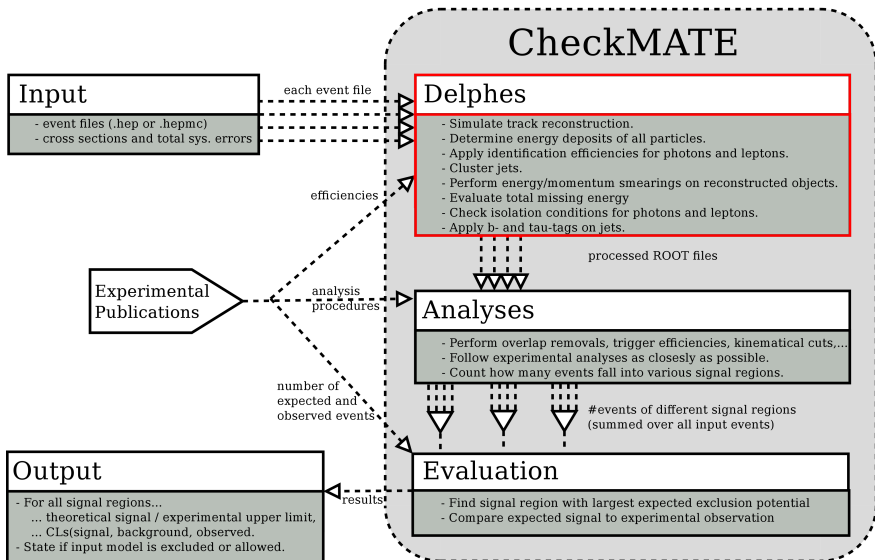 CheckMATE
Input
- event files (.hep or .hepmc)
- cross sections and total sys. errors
each event file
Delphes
- Simulate track reconstruction.
- Determine energy deposits of all particles.
- Apply identification efficiencies for photons and leptons.
- Cluster jets.
- Perform energy/momentum smearings on reconstructed objects.
- Evaluate total missing energy
- Check isolation conditions for photons and leptons.
- Apply b- and tau-tags on jets.
efficiencies
processed ROOT files
Experimental
Publications
analysis
procedures
Analyses
- Perform overlap removals, trigger efficiencies, kinematical cuts,...
- Follow experimental analyses as closesly as possible.
- Count how many events fall into various signal regions.
number of
expected and
observed events
#events of different signal regions
(summed over all input events)
Evaluation
- Find signal region with largest expected exclusion potential
- Compare expected signal to experimental observation
results
Output
- For all signal regions...
... theoretical signal / experimental upper limit,
... CLs(signal, background, observed.
- State if input model is excluded or allowed.